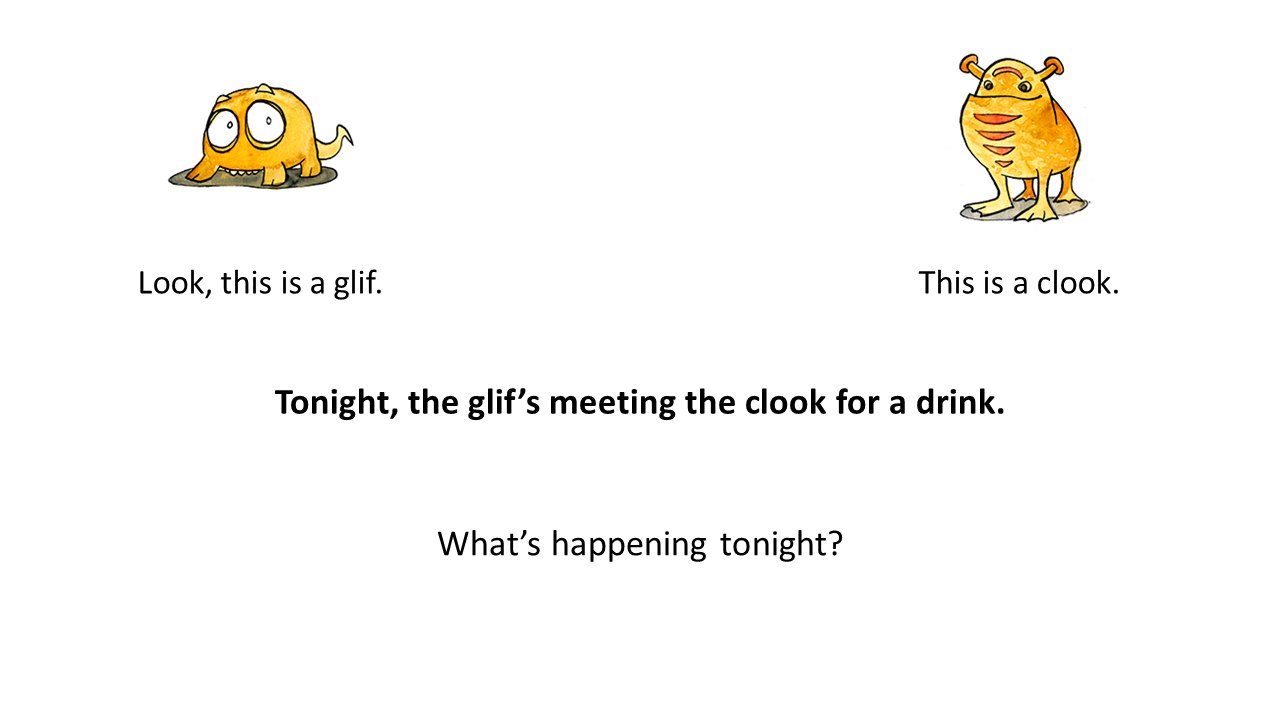 Look, this is a glif.
This is a clook.
Tonight, the glif’s meeting the clook for a drink.
What’s happening tonight?